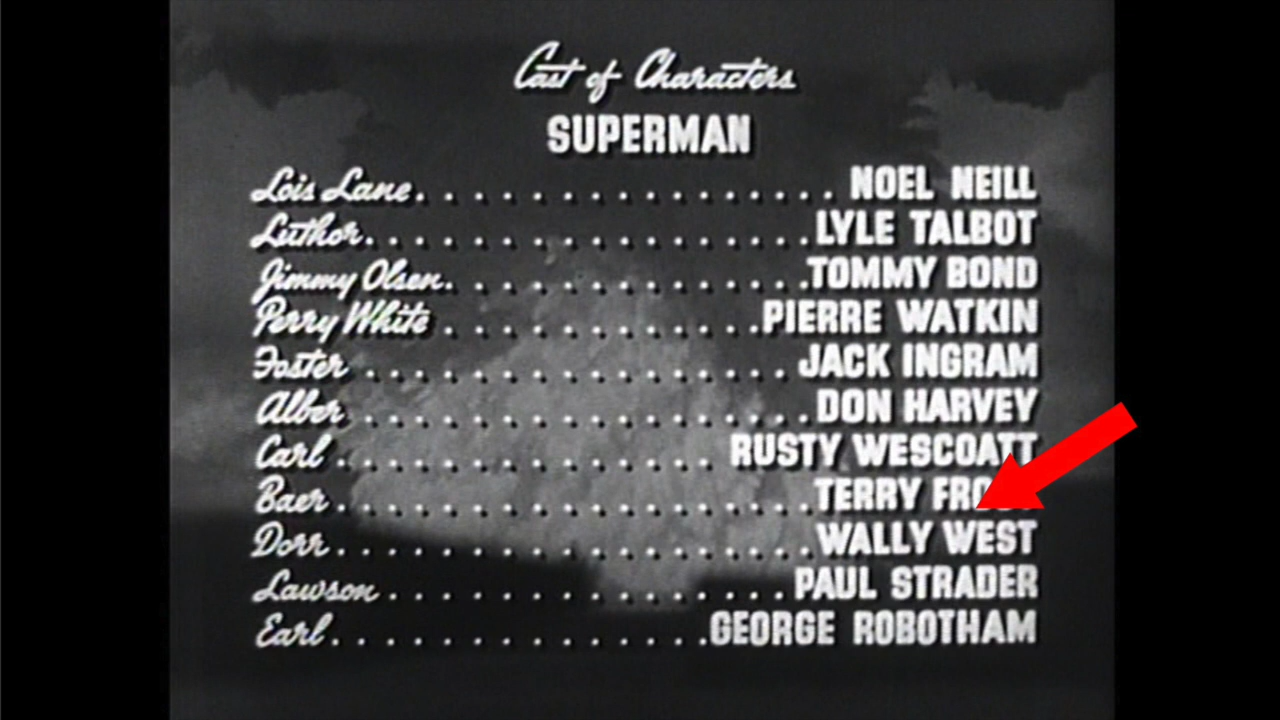 Cast of Characters
SUPERMAN
Lois Lane . . . . . . . . . . . . . . NOEL NEILL
Luthor . . . . . . . . . . . . . . . LYLE TALBOT
Jimmy Olsen . . . . . . . . . . . . . TOMMY BOND
Perry White . . . . . . . . . . . PIERRE WATKIN
Foster . . . . . . . . . . . . . . . JACK INGRAM
Alber . . . . . . . . . . . . . . . . DON HARVEY
Carl . . . . . . . . . . . . . RUSTY WESCOATT
Baer . . . . . . . . . . . . . . . . TERRY
Dorr . . . . . . . . . . . . . . . . WALLY WEST
Lawson . . . . . . . . . . . . . . PAUL STRADER
Earl . . . . . . . . . . . . . GEORGE ROBOTHAM